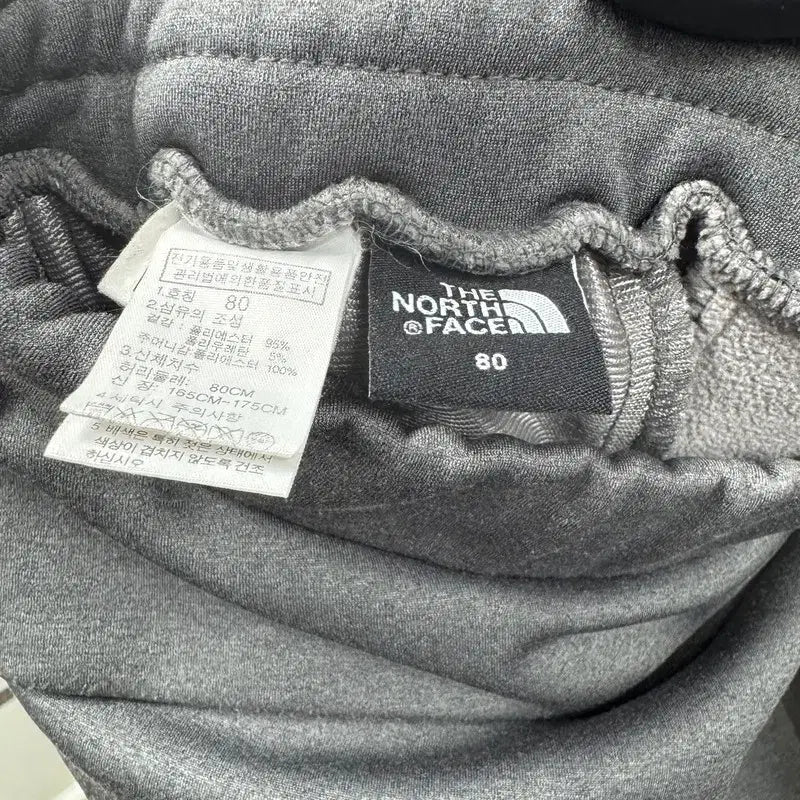 전기용품및생활용품안전
관리법에의한품질표시
1.호칭 80
2.섬유의 조성
겉감 : 폴리에스터 95%
폴리우레탄 5%
주머니감 폴리에스터 100%
3.신체치수
허리둘레: 80CM
신 장: 165CM~175CM
4.세탁시 주의사항
5 배색은 특히 젖은 상태에서
색상이 겹치지 않도록 건조
하십시오
THE
NORTH
®FACE
80